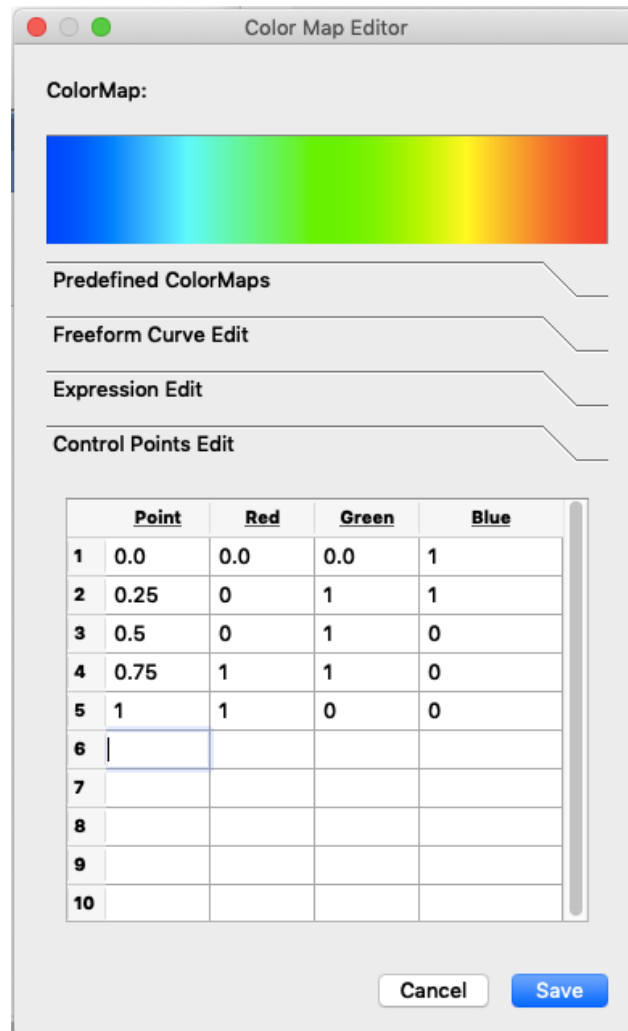 Color Map Editor
ColorMap:
Predefined ColorMaps
Freeform Curve Edit
Expression Edit
Control Points Edit
Point Red Green Blue
1 0.0 0.0 0.0 1
2 0.25 0 1 1
3 0.5 0 1 0
4 0.75 1 1 0
5 1 1 0 0
6
7
8
9
10
Cancel Save